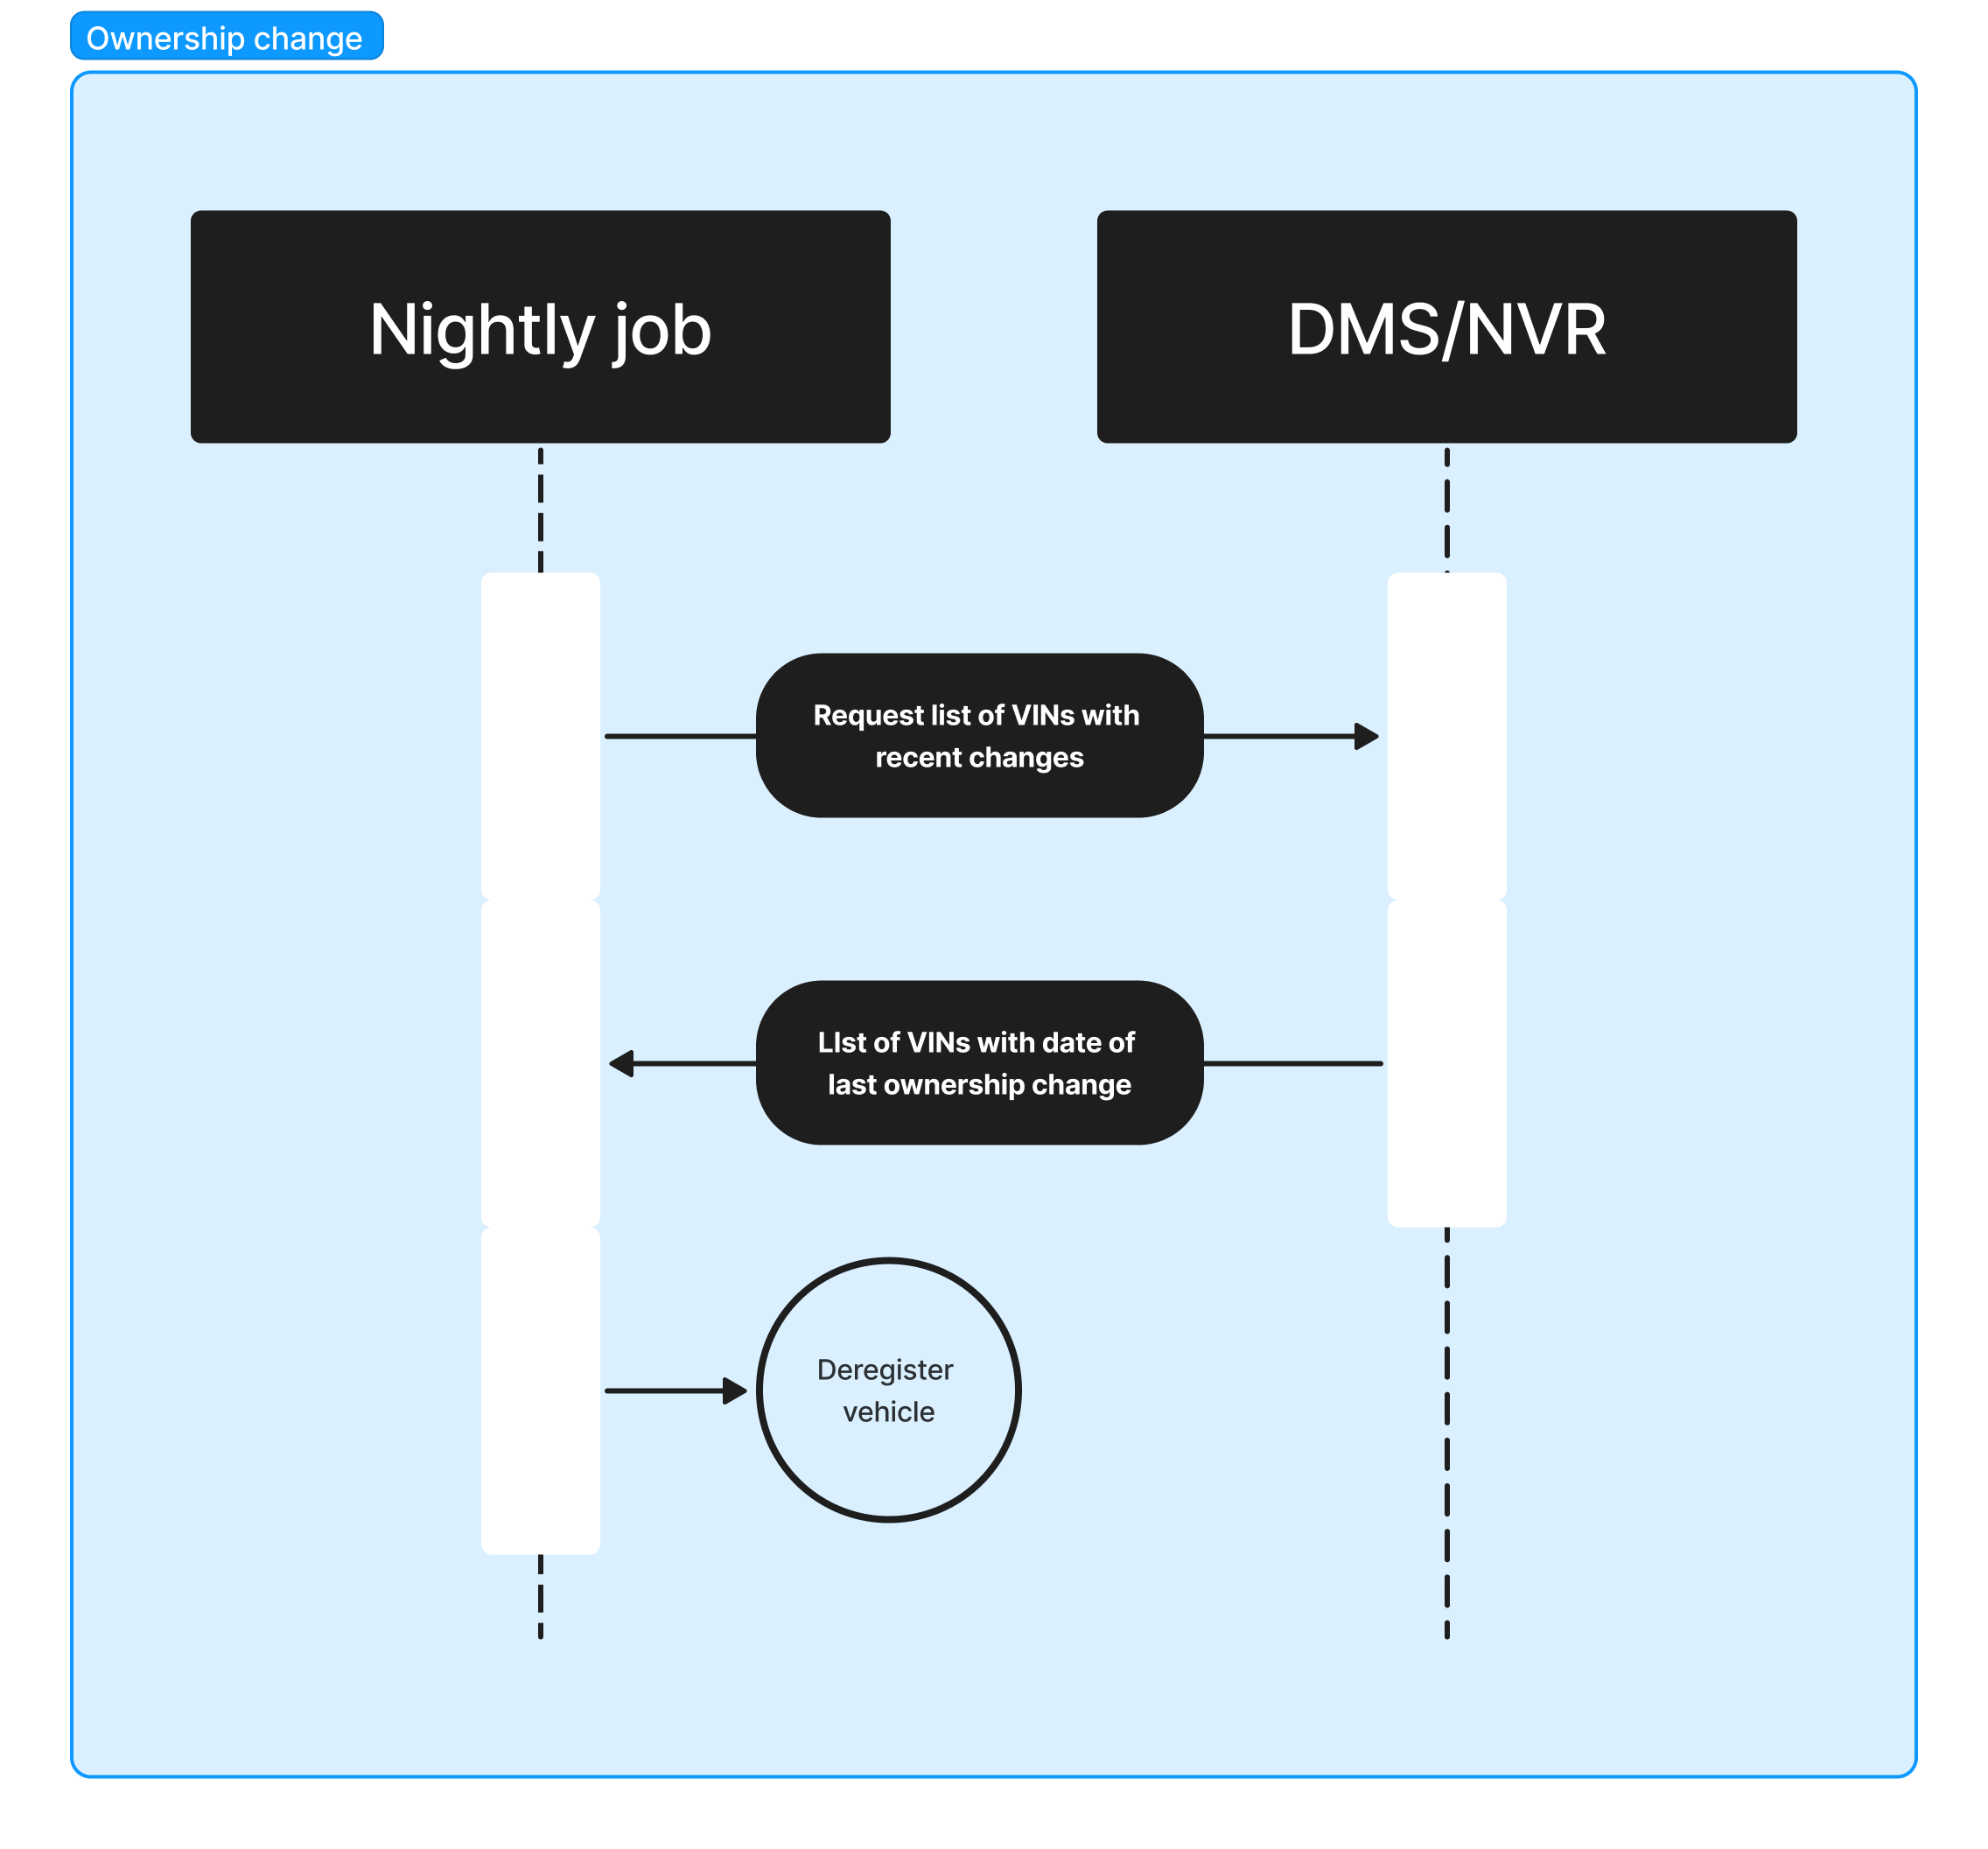 Ownership change
Nightly job
DMS/NVR
Request list of VINs with
recent changes
LIst of VINs with date of
last ownership change
Deregister
vehicle